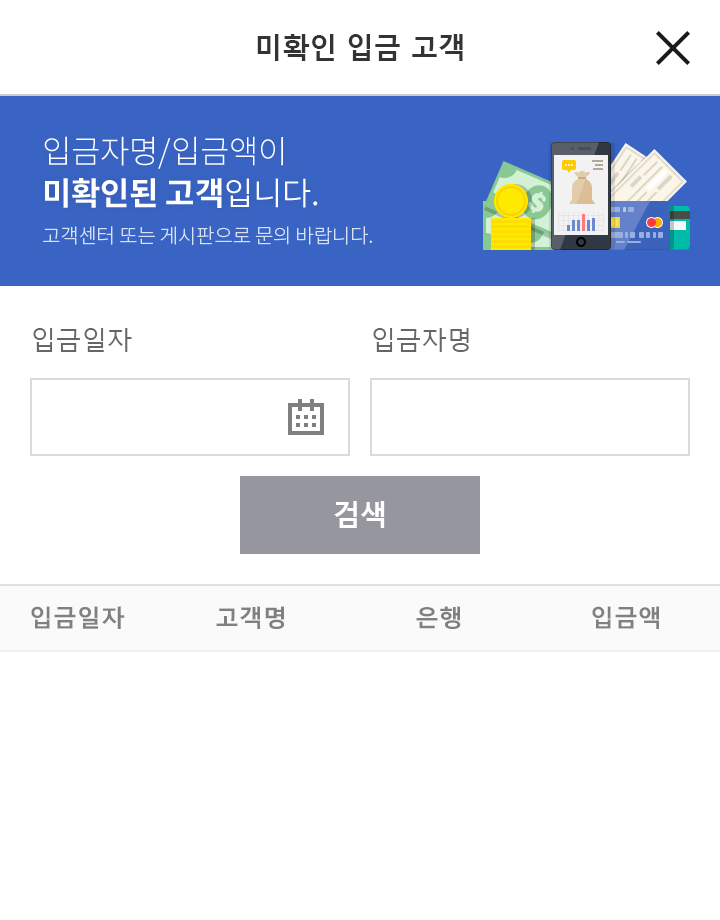 미확인 입금 고객
입금자명/입금액이
미확인된 고객입니다.
고객센터 또는 게시판으로 문의 바랍니다.
입금일자 입금자명
검색
입금일자 고객명 은행 입금액